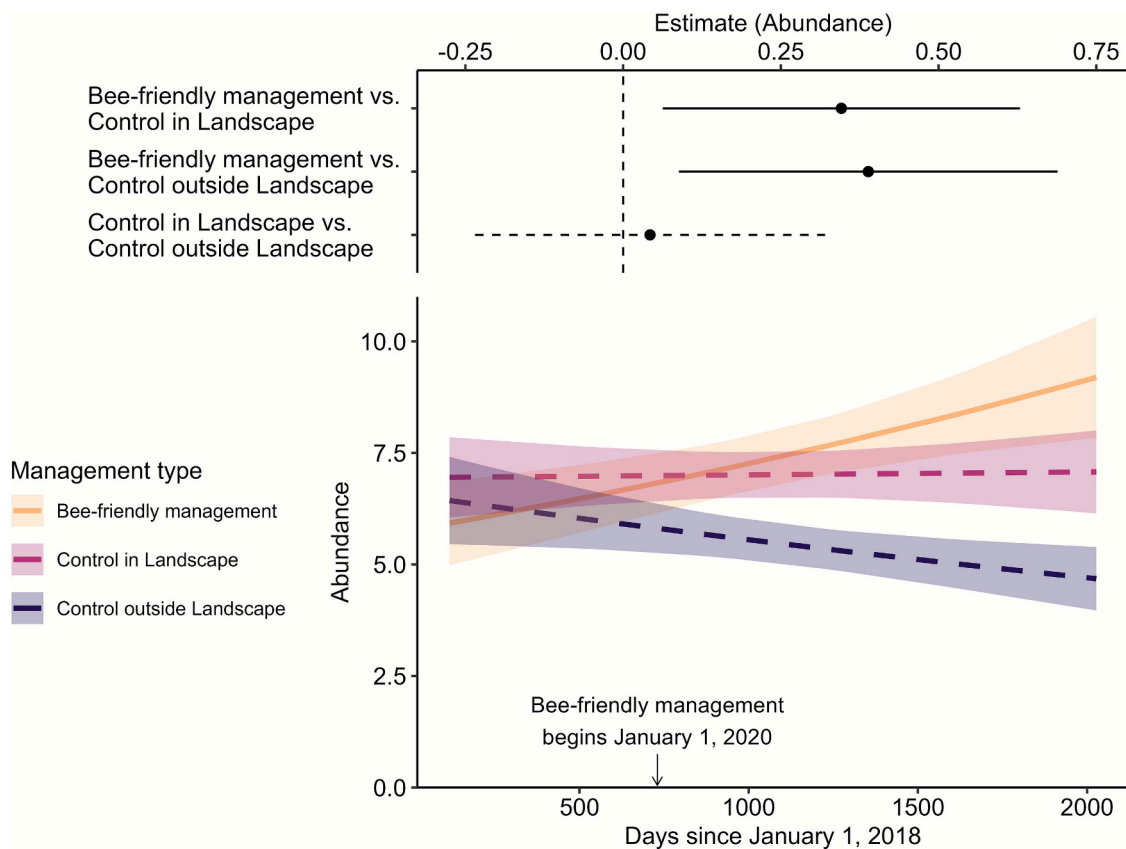 Estimate (Abundance)
-0.25 0.00 0.25 0.50 0.75
Bee-friendly management vs.
Control in Landscape
Bee-friendly management vs.
Control outside Landscape
Control in Landscape vs.
Control outside Landscape
10.0
7.5
5.0
2.5
0.0
Abundance
Management type
Bee-friendly management
Control in Landscape
Control outside Landscape
Bee-friendly management
begins January 1, 2020
500 1000 1500 2000
Days since January 1, 2018